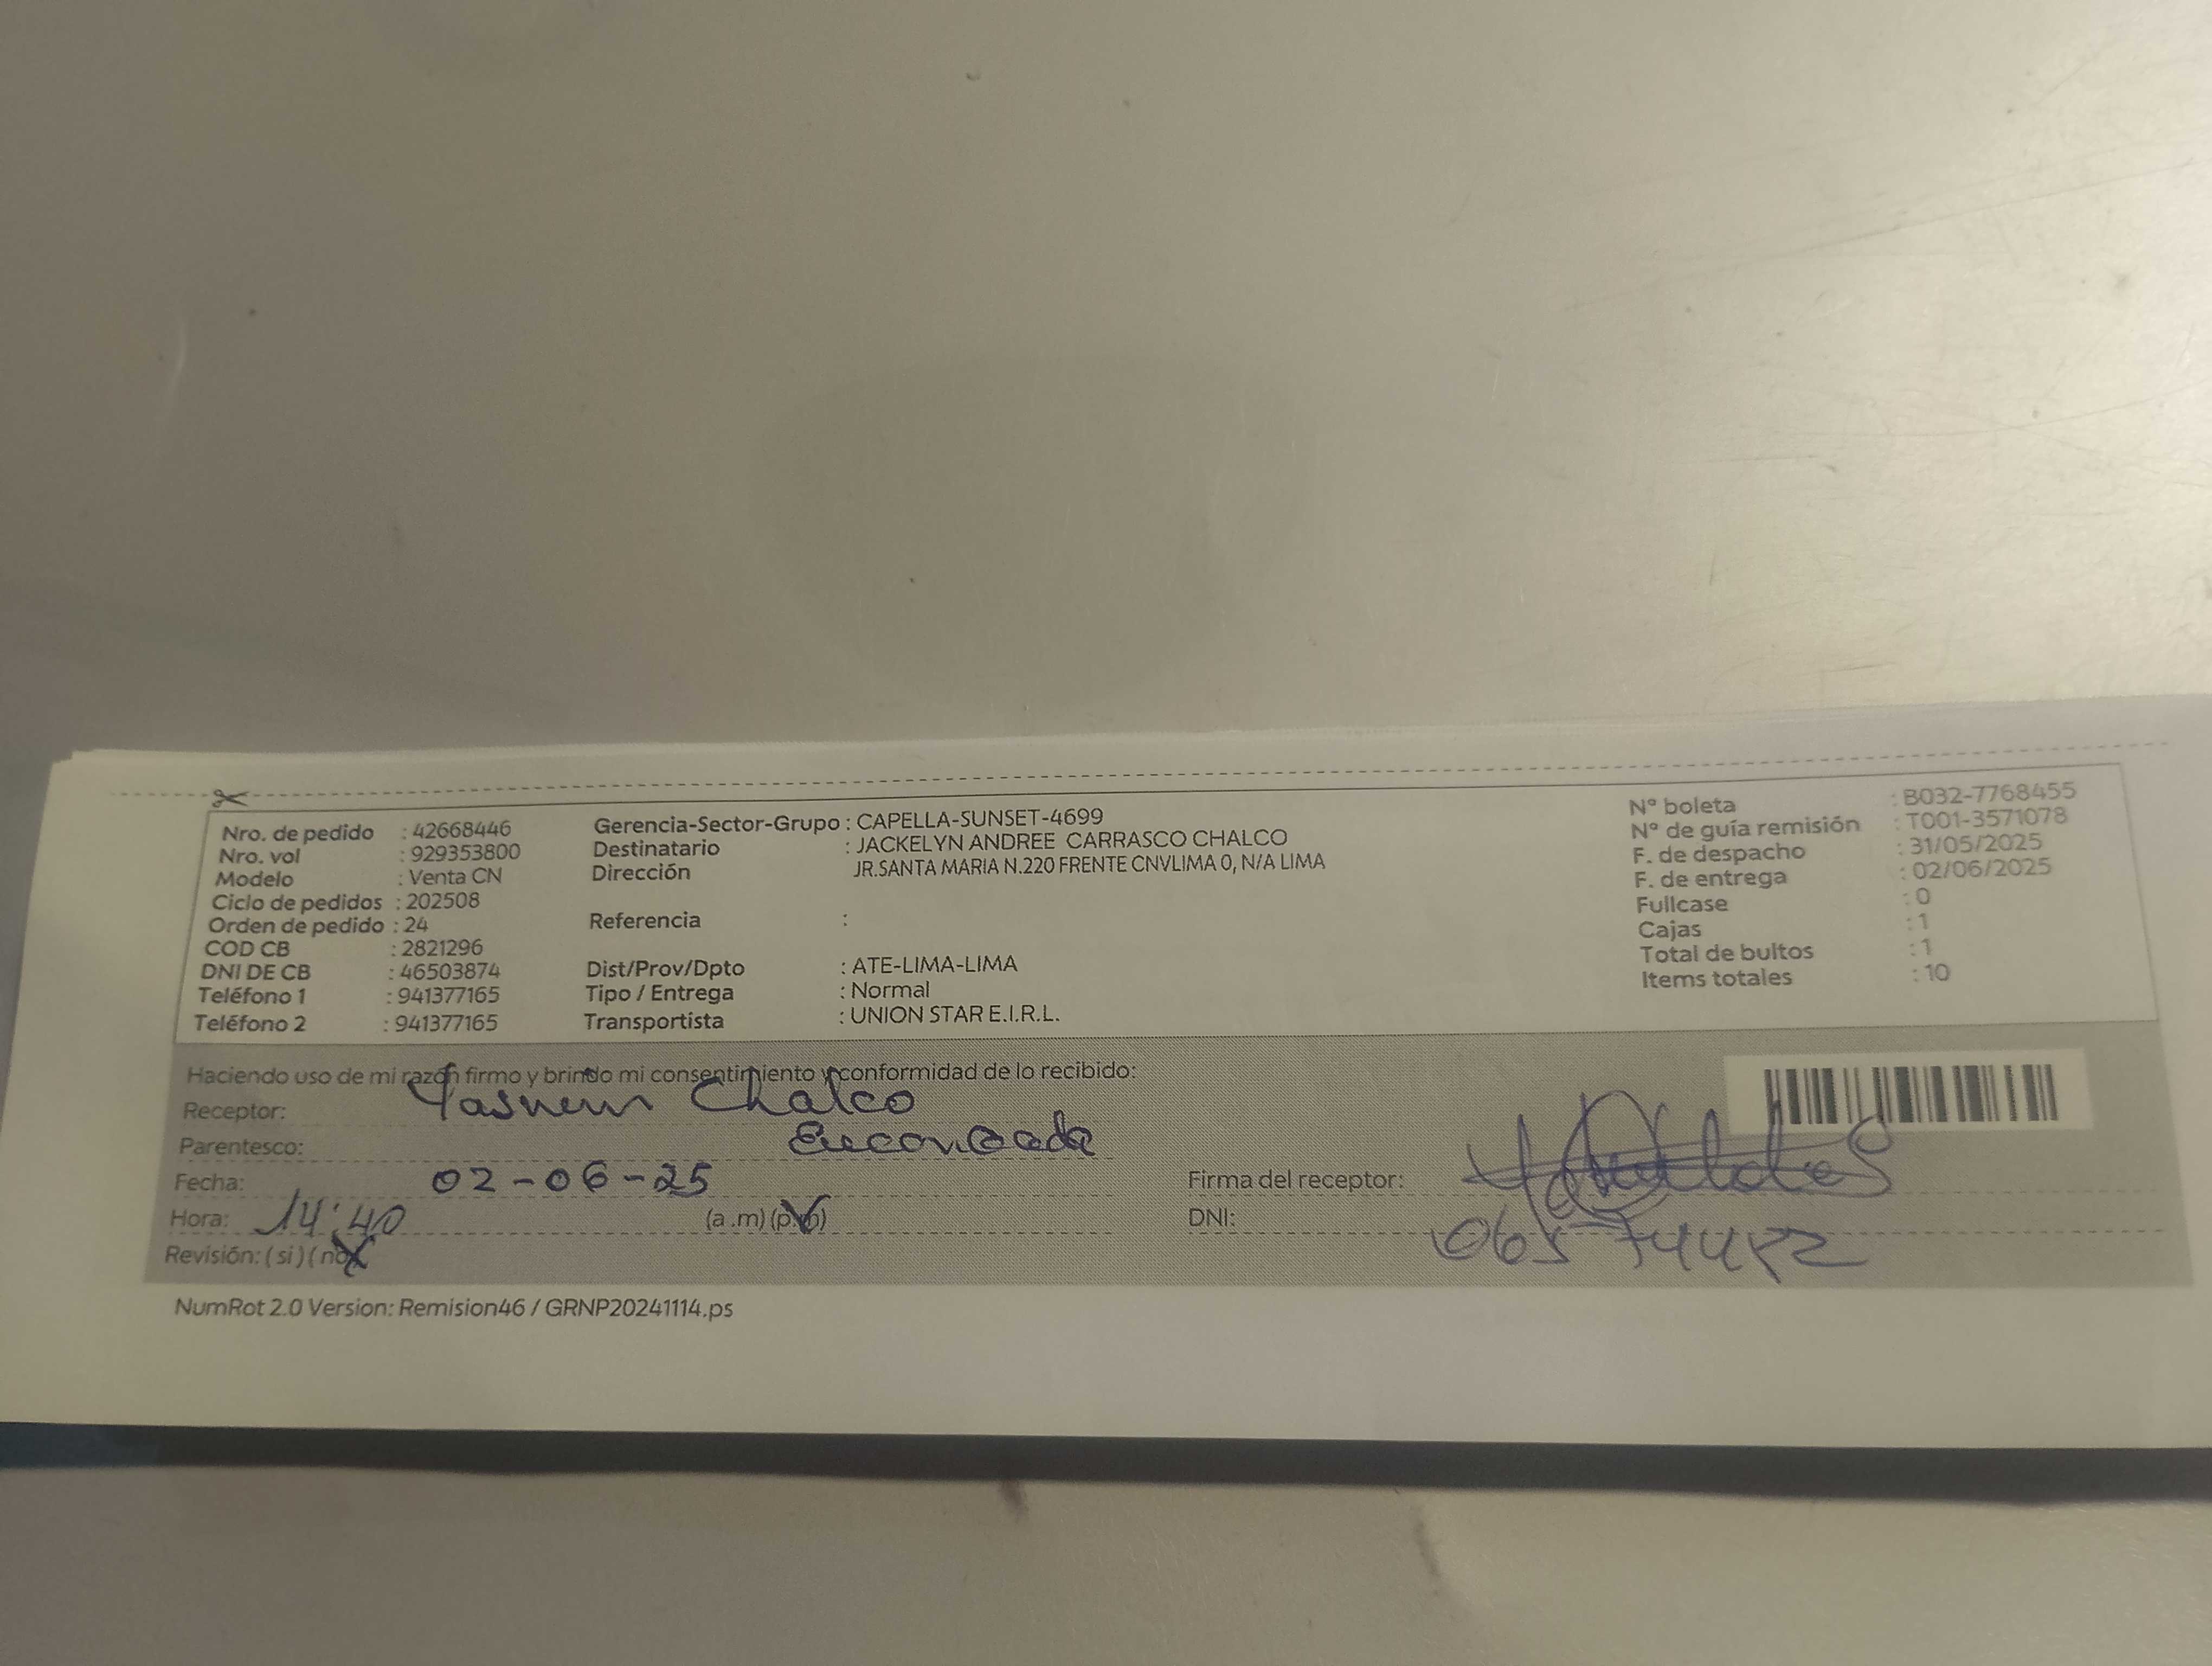 Nro. de pedido : 42668446
Nro. vol : 929353800
Modelo : Venta CN
Ciclo de pedidos : 202508
Orden de pedido : 24
COD CB : 2821296
DNI DE CB : 46503874
Teléfono 1 : 941377165
Teléfono 2 : 941377165
Gerencia-Sector-Grupo : CAPELLA-SUNSET-4699
Destinatario : JACKELYN ANDREE CARRASCO CHALCO
Dirección JR.SANTA MARIA N.220 FRENTE CNVLIMA 0, N/A LIMA
Referencia :
Dist/Prov/Dpto : ATE-LIMA-LIMA
Tipo / Entrega : Normal
Transportista : UNION STAR E.I.R.L.
N° boleta : B032-7768455
N° de guía remisión : T001-3571078
F. de despacho : 31/05/2025
F. de entrega : 02/06/2025
Fullcase : 0
Cajas : 1
Total de bultos : 1
Items totales : 10
Haciendo uso de mi razón firmo y brindo mi consentimiento y conformidad de lo recibido:
Receptor: Chalco
Parentesco:
Fecha: 02-06-25
Hora: 14:40 (a.m) (p.m)
Revisión: ( si ) ( no )
Firma del receptor:
DNI:
NumRot 2.0 Version: Remision46 / GRNP20241114.ps